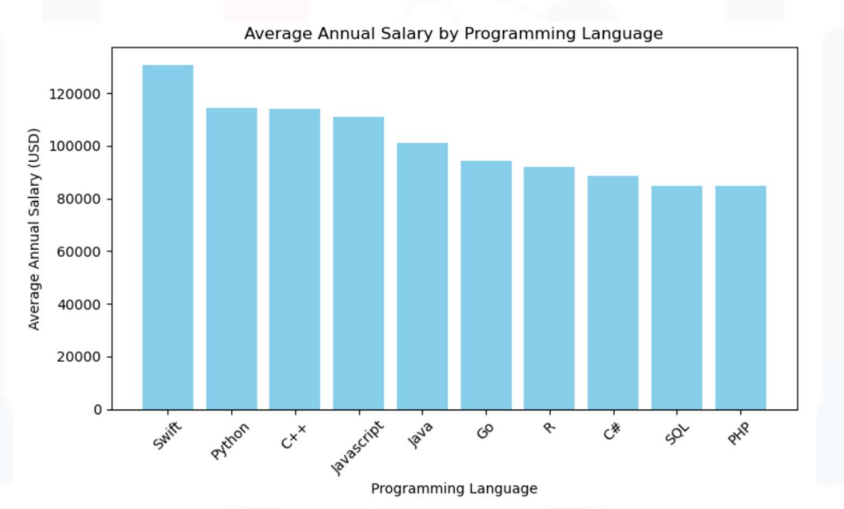 Average Annual Salary by Programming Language
Average Annual Salary (USD)
120000
100000
80000
60000
40000
20000
0
Swift
Python
C++
Javascript
Java
Go
R
C#
SQL
PHP
Programming Language